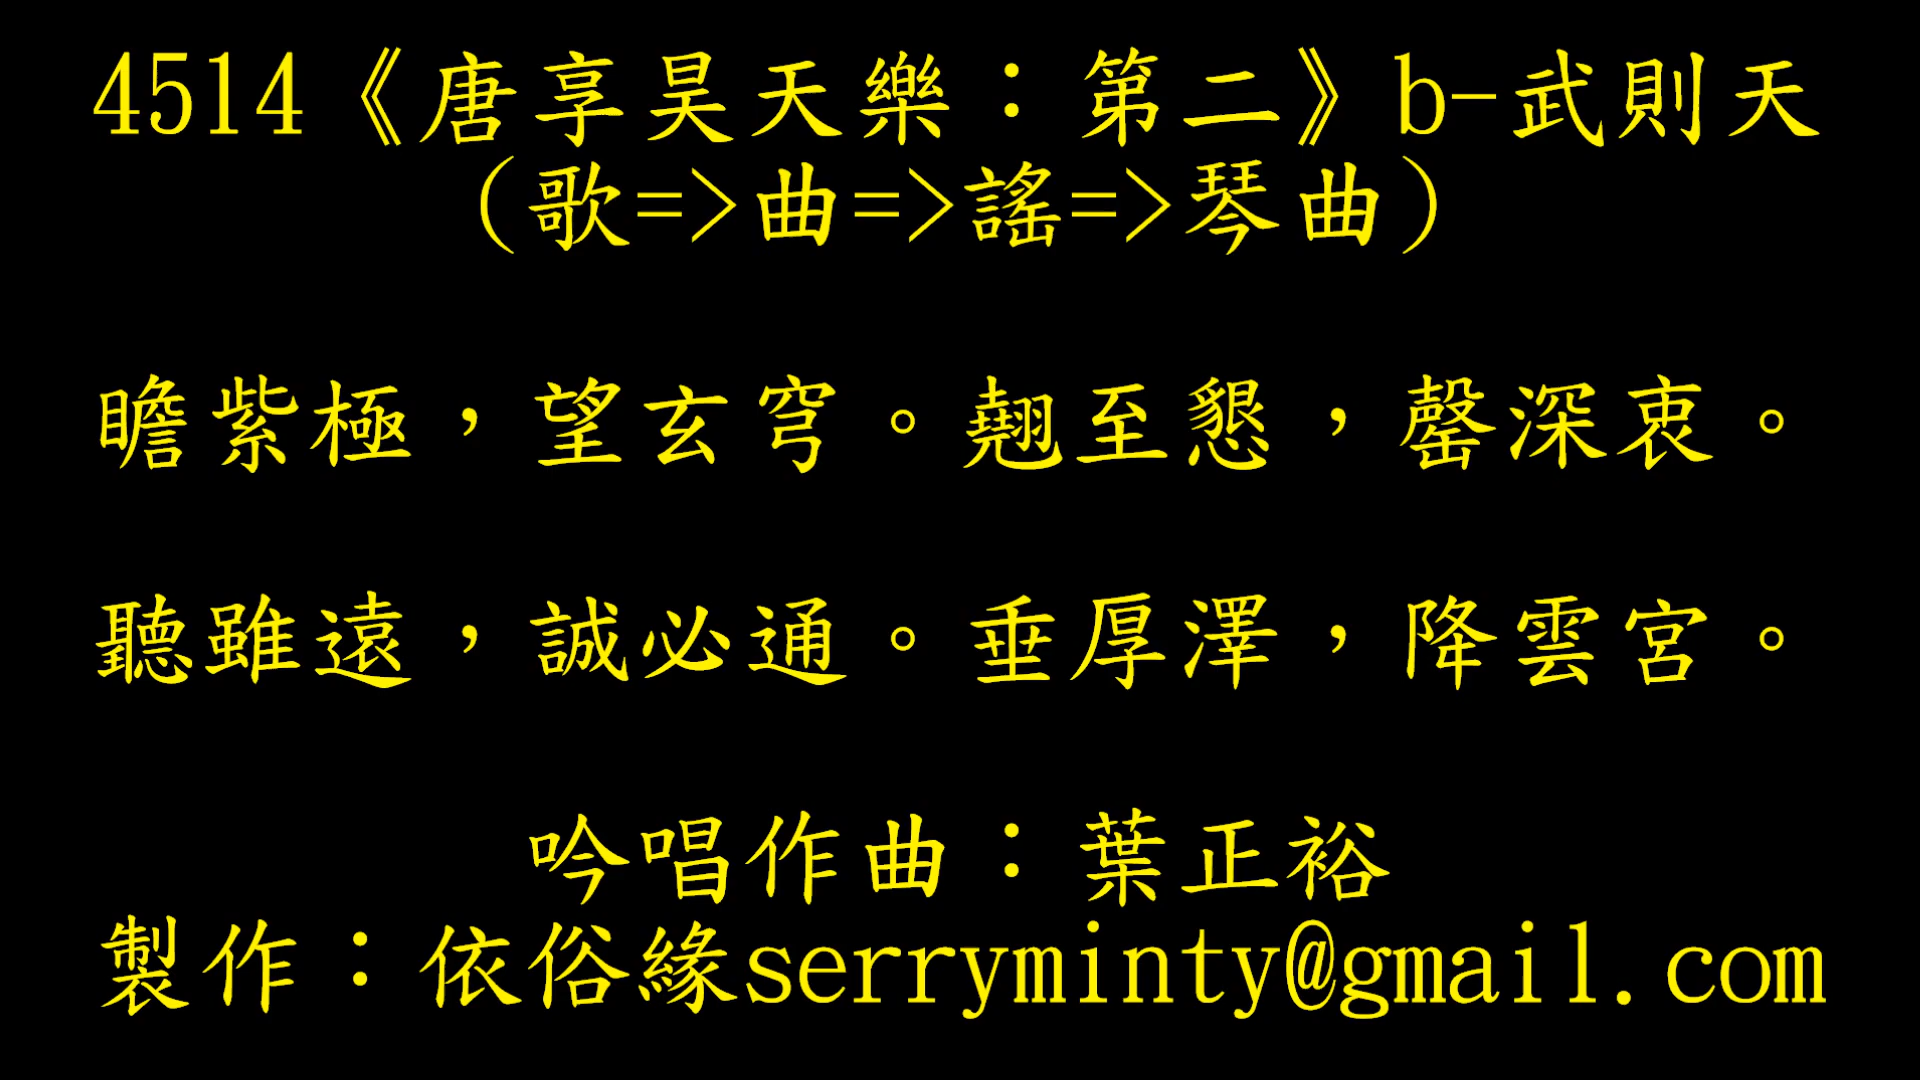 4514《唐享昊天樂：第二》b-武則天
（歌=>曲=>謠=>琴曲）
瞻紫極，望玄穹。翹至懇，罄深衷。
聽雖遠，誠必通。垂厚澤，降雲宮。
吟唱作曲：葉正裕
製作：依俗緣serryminty@gmail.com